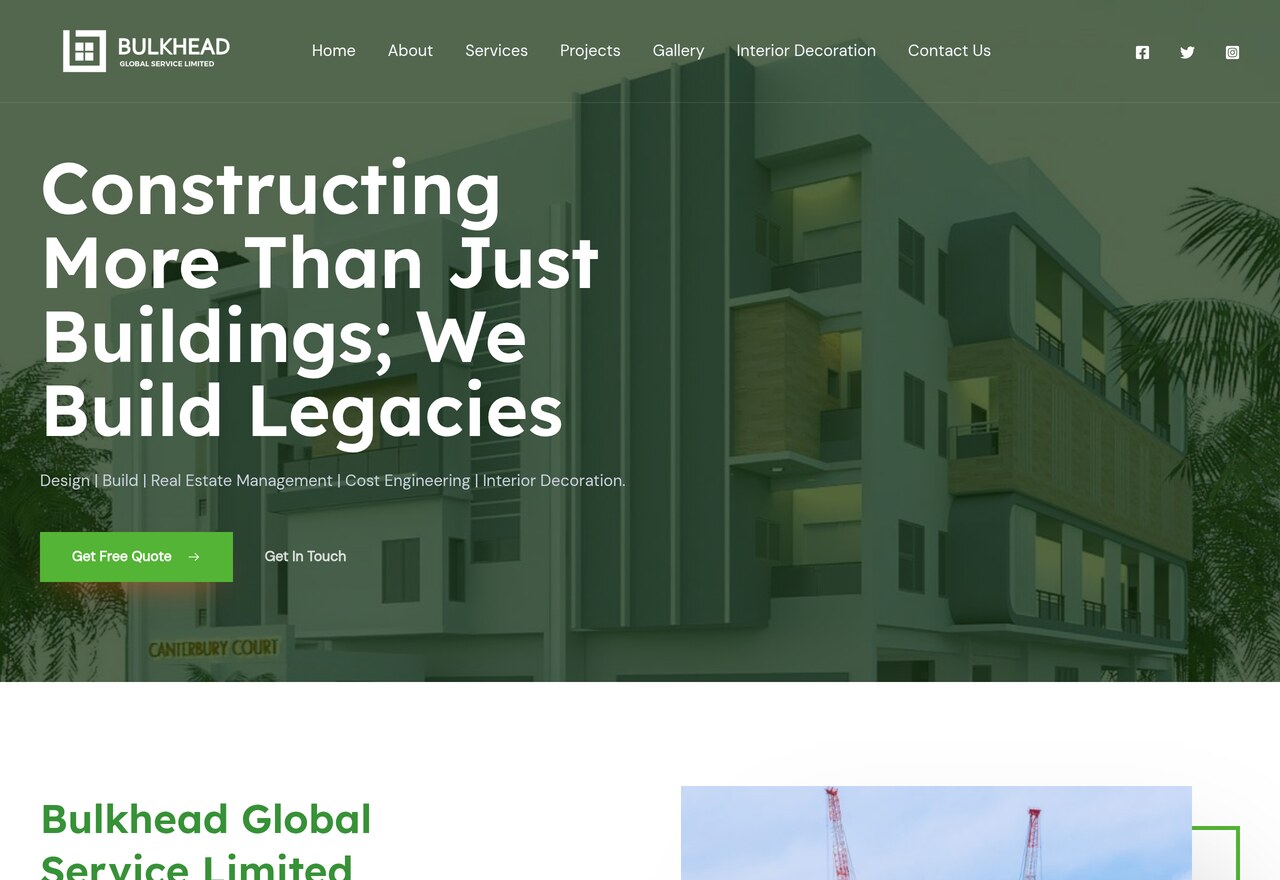 BULKHEAD
GLOBAL SERVICE LIMITED
Home About Services Projects Gallery Interior Decoration Contact Us
Constructing
More Than Just
Buildings; We
Build Legacies
Design | Build | Real Estate Management | Cost Engineering | Interior Decoration.
Get Free Quote → Get In Touch
CANTERBURY COURT
Bulkhead Global
Service Limited